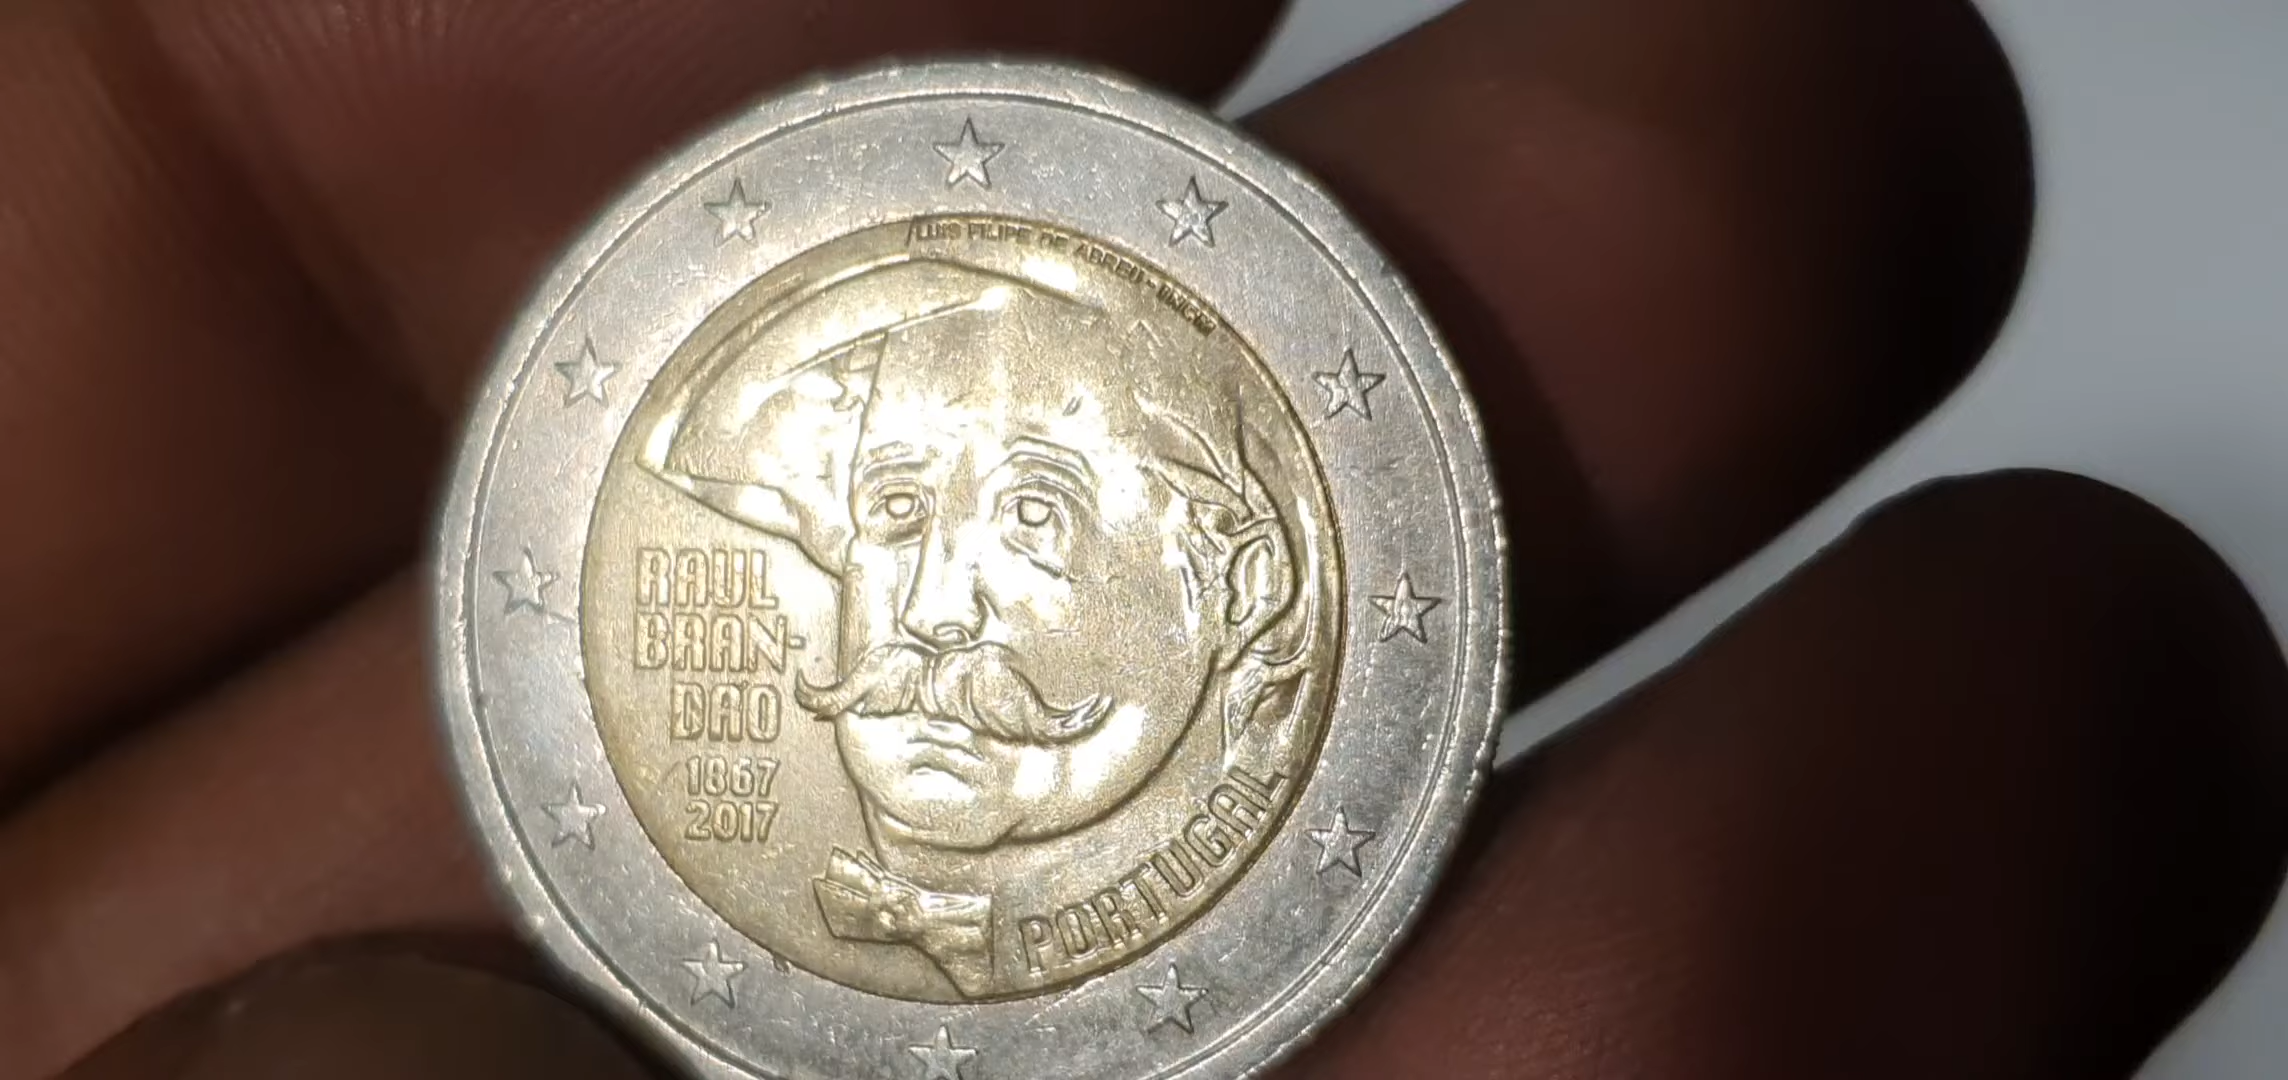 LUIS FILIPE DE ABREU - INCM
RAUL
BRAN-
DÃO
1867
2017
PORTUGAL